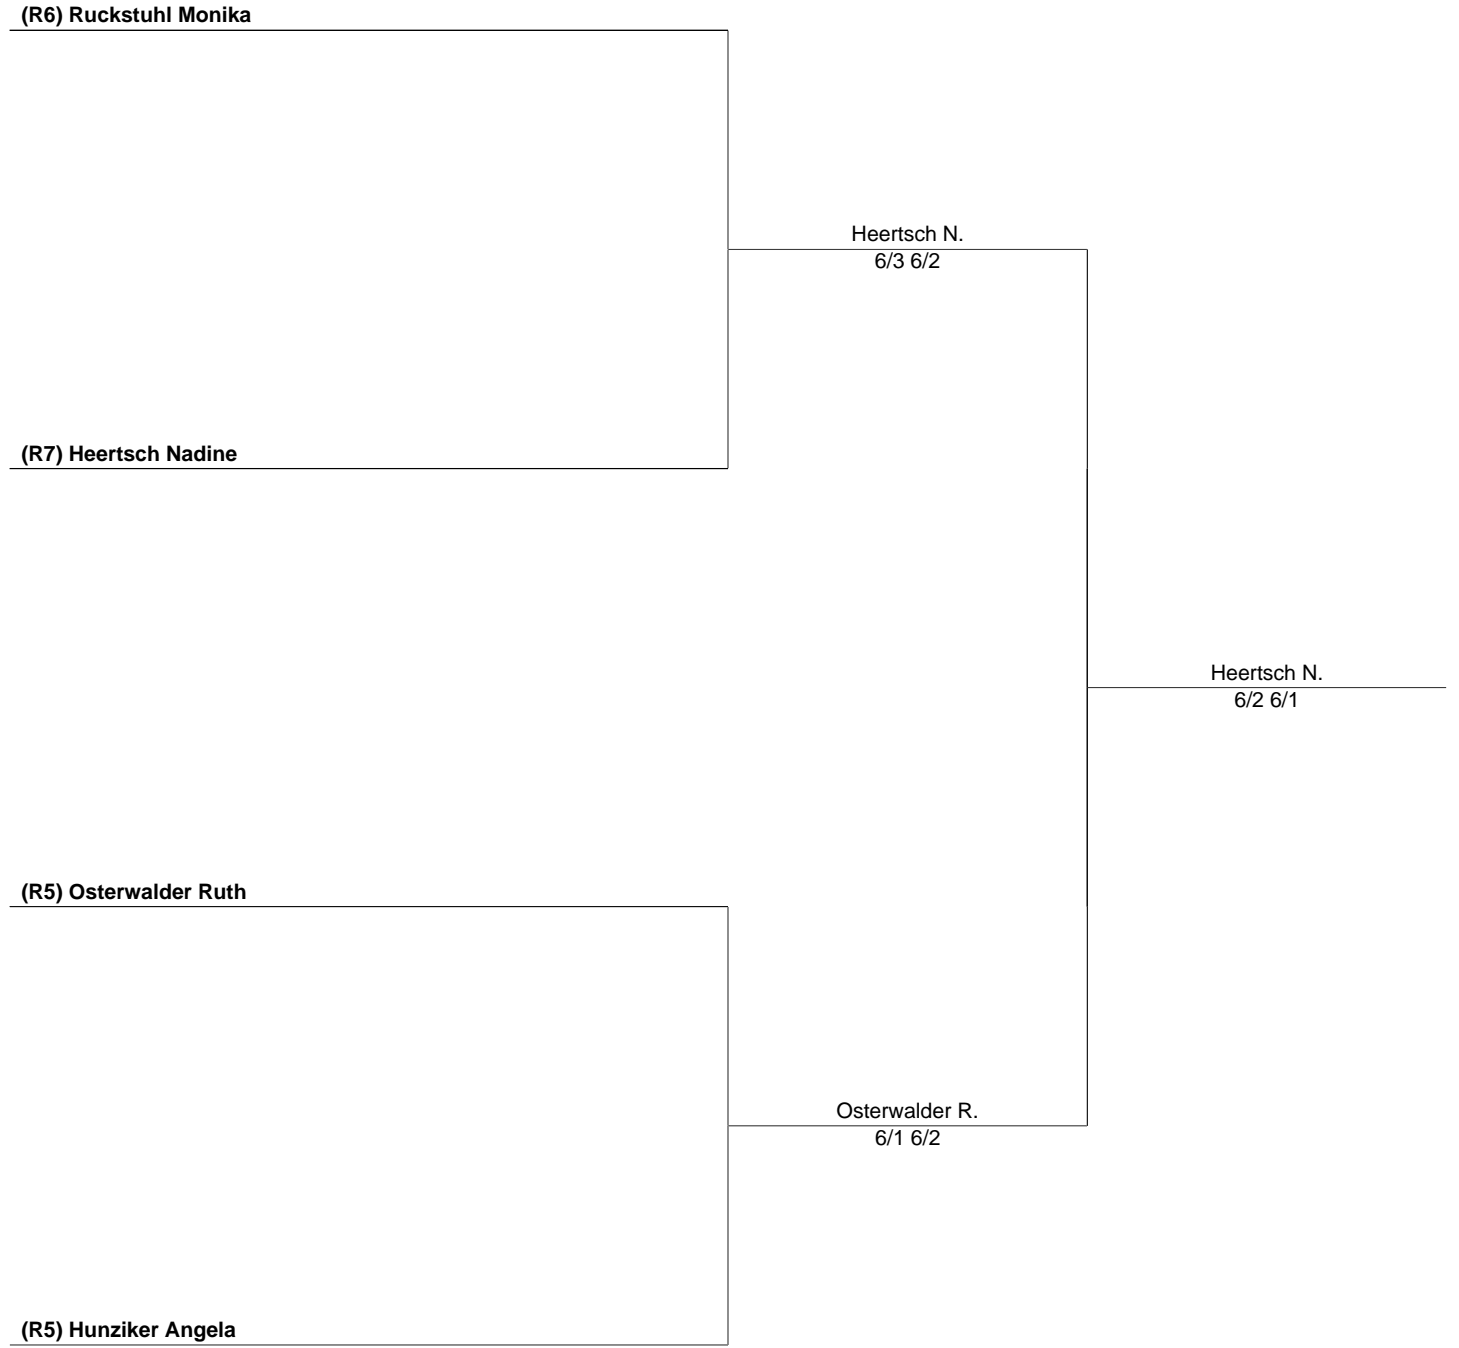 (R6) Ruckstuhl Monika
Heertsch N.
6/3 6/2
(R7) Heertsch Nadine
Heertsch N.
6/2 6/1
(R5) Osterwalder Ruth
Osterwalder R.
6/1 6/2
(R5) Hunziker Angela